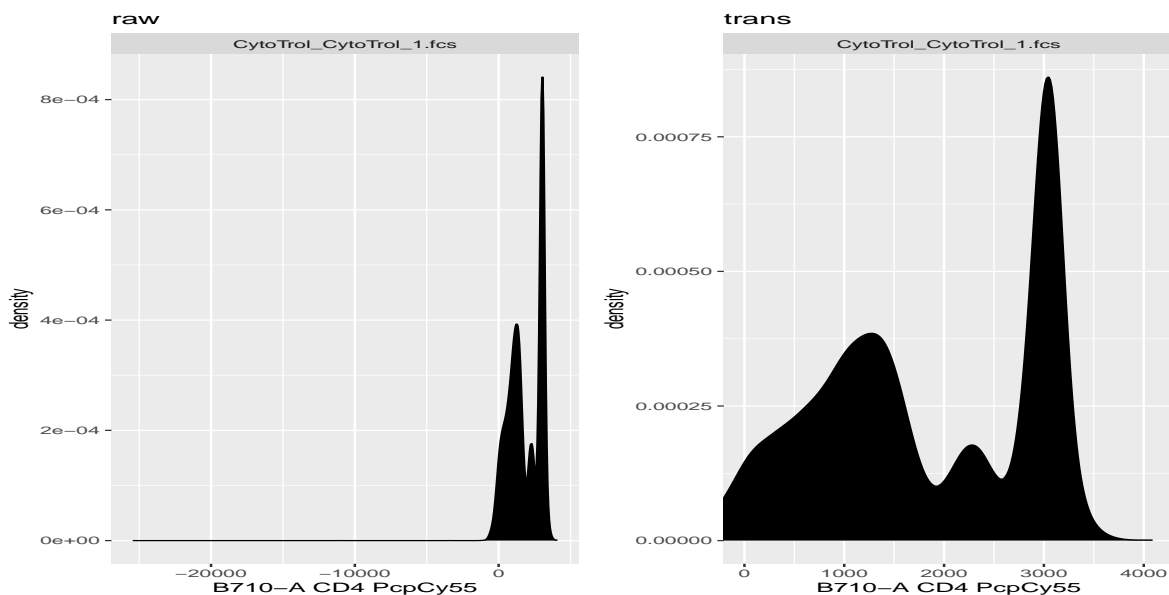 raw
CytoTrol_CytoTrol_1.fcs
8e−04
6e−04
4e−04
2e−04
0e+00
density
−20000
−10000
0
B710−A CD4 PcpCy55
trans
CytoTrol_CytoTrol_1.fcs
0.00075
0.00050
0.00025
0.00000
density
0
1000
2000
3000
4000
B710−A CD4 PcpCy55